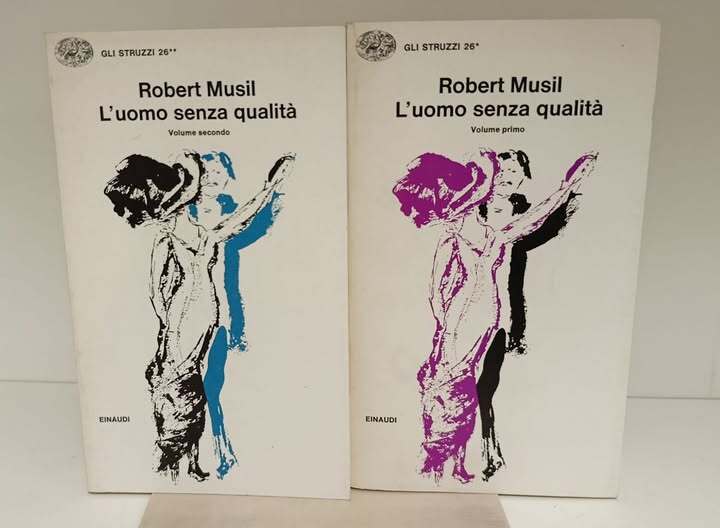 GLI STRUZZI 26**
Robert Musil
L'uomo senza qualità
Volume secondo
EINAUDI
GLI STRUZZI 26*
Robert Musil
L'uomo senza qualità
Volume primo
EINAUDI